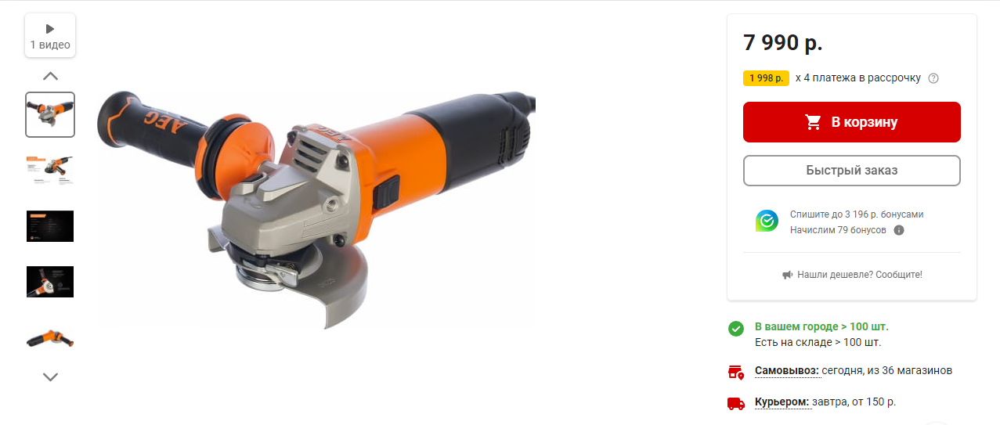 1 видео
AEG
AEG
7 990 р.
1 998 р. х 4 платежа в рассрочку
В корзину
Быстрый заказ
Спишите до 3 196 р. бонусами
Начислим 79 бонусов
Нашли дешевле? Сообщите!
В вашем городе > 100 шт.
Есть на складе > 100 шт.
Самовывоз: сегодня, из 36 магазинов
Курьером: завтра, от 150 р.